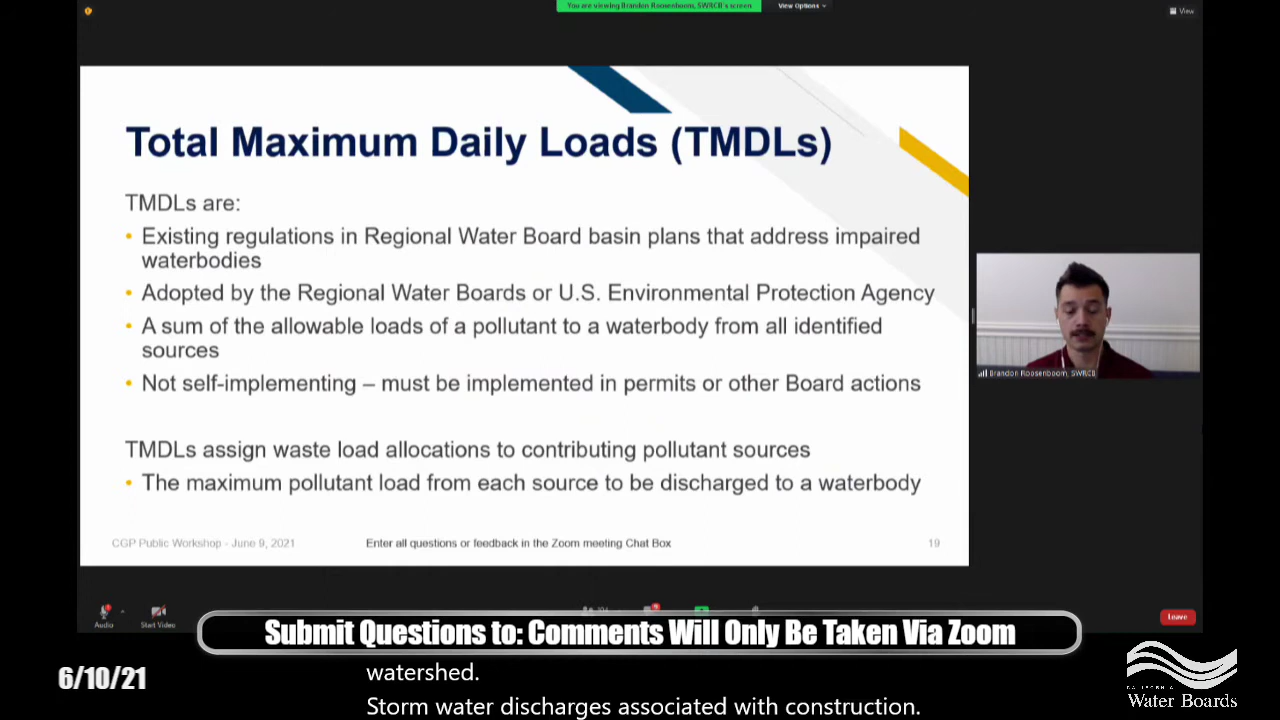 You are viewing Brandon Roosenboom, SWRCB's screen
View Options
View
Total Maximum Daily Loads (TMDLs)
TMDLs are:
• Existing regulations in Regional Water Board basin plans that address impaired
waterbodies
• Adopted by the Regional Water Boards or U.S. Environmental Protection Agency
• A sum of the allowable loads of a pollutant to a waterbody from all identified
sources
• Not self-implementing – must be implemented in permits or other Board actions
TMDLs assign waste load allocations to contributing pollutant sources
• The maximum pollutant load from each source to be discharged to a waterbody
CGP Public Workshop - June 9, 2021
Enter all questions or feedback in the Zoom meeting Chat Box
19
Brandon Roosenboom, SWRCB
Audio
Start Video
Leave
Submit Questions to: Comments Will Only Be Taken Via Zoom
6/10/21
watershed.
Storm water discharges associated with construction.
CALIFORNIA
Water Boards